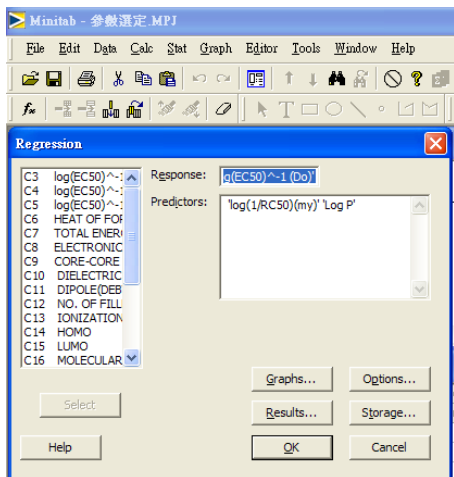 Minitab - 參數選定.MPJ
File Edit Data Calc Stat Graph Editor Tools Window Help
Regression
C3 log(EC50)^-1
C4 log(EC50)^-1
C5 log(EC50)^-1
C6 HEAT OF FOR
C7 TOTAL ENER
C8 ELECTRONIC
C9 CORE-CORE
C10 DIELECTRIC
C11 DIPOLE(DEB
C12 NO. OF FILL
C13 IONIZATION
C14 HOMO
C15 LUMO
C16 MOLECULAR
Response: g(EC50)^-1 (Do)'
Predictors: 'log(1/RC50)(my)' 'Log P'
Graphs... Options...
Select
Results... Storage...
Help OK Cancel